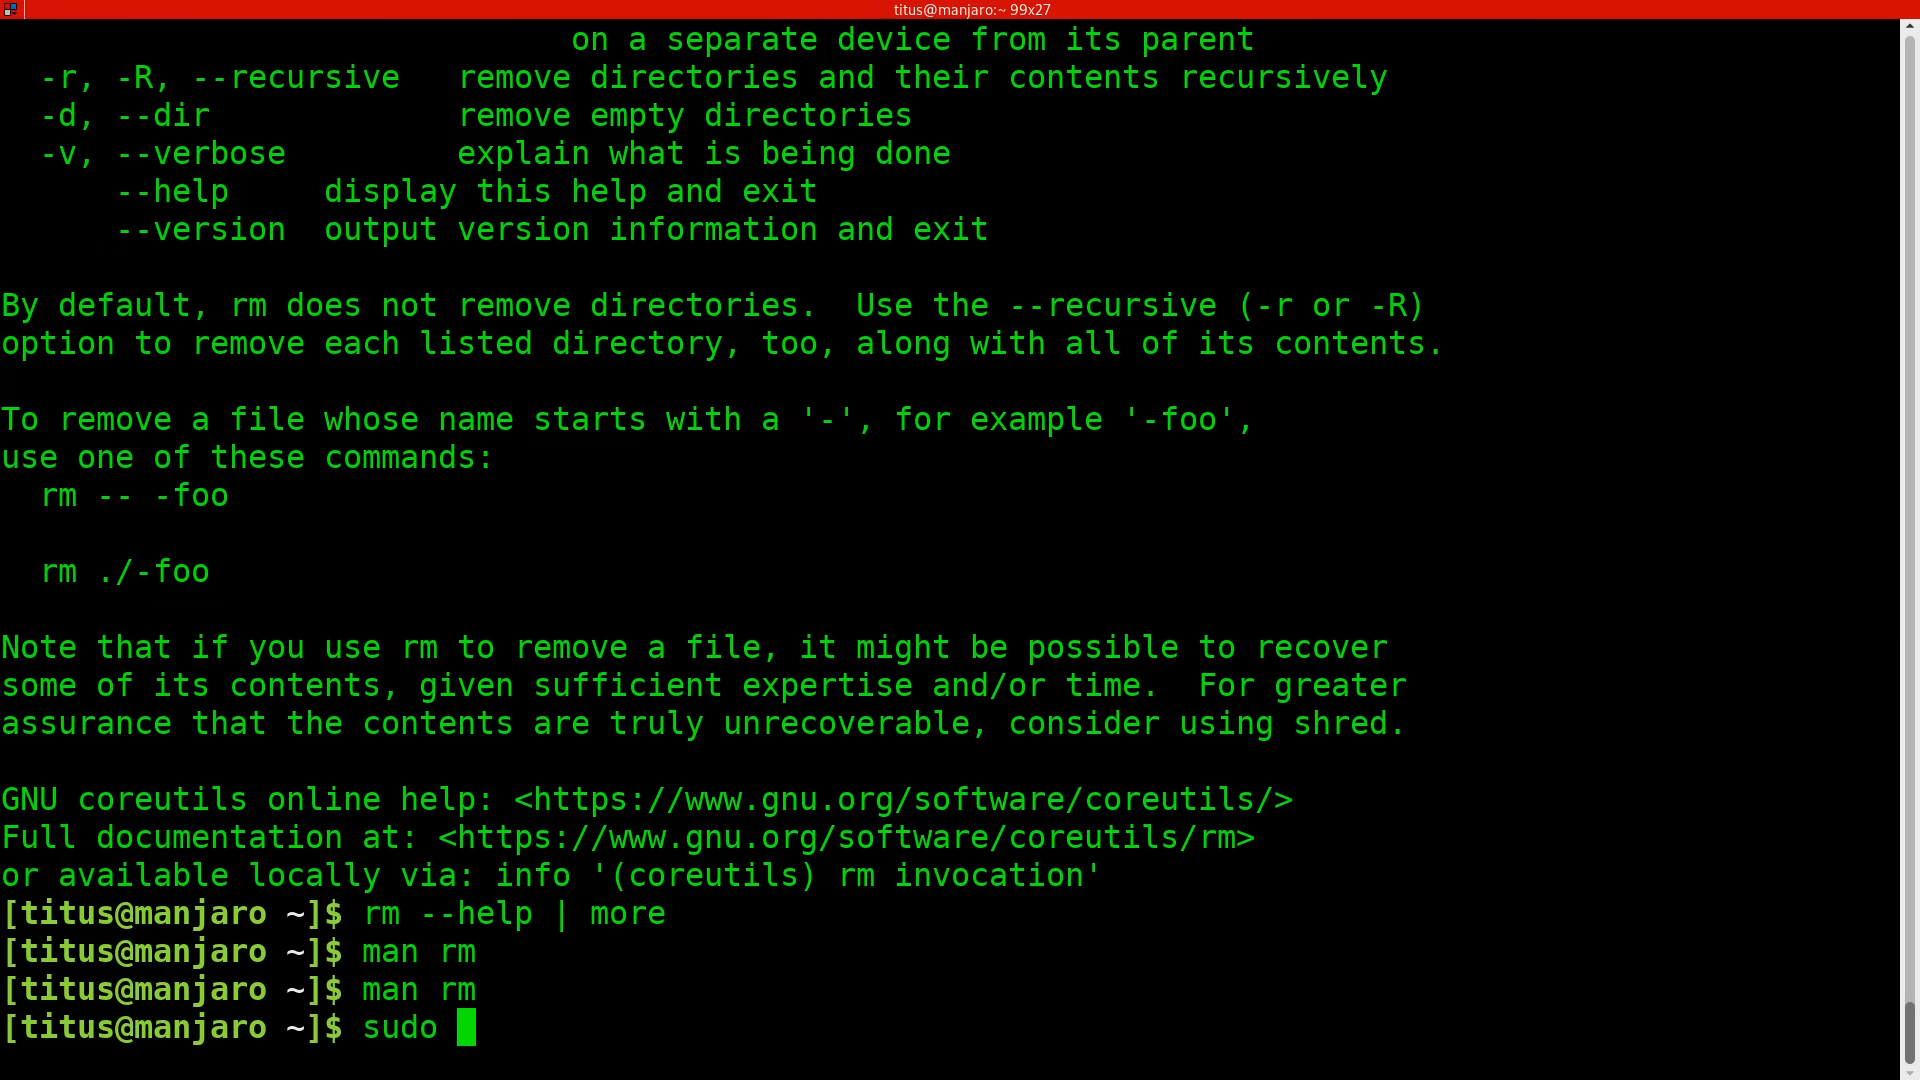 titus@manjaro:~ 99x27
                              on a separate device from its parent
  -r, -R, --recursive   remove directories and their contents recursively
  -d, --dir             remove empty directories
  -v, --verbose         explain what is being done
      --help     display this help and exit
      --version  output version information and exit

By default, rm does not remove directories.  Use the --recursive (-r or -R)
option to remove each listed directory, too, along with all of its contents.

To remove a file whose name starts with a '-', for example '-foo',
use one of these commands:
  rm -- -foo

  rm ./-foo

Note that if you use rm to remove a file, it might be possible to recover
some of its contents, given sufficient expertise and/or time.  For greater
assurance that the contents are truly unrecoverable, consider using shred.

GNU coreutils online help: <https://www.gnu.org/software/coreutils/>
Full documentation at: <https://www.gnu.org/software/coreutils/rm>
or available locally via: info '(coreutils) rm invocation'
[titus@manjaro ~]$ rm --help | more
[titus@manjaro ~]$ man rm
[titus@manjaro ~]$ man rm
[titus@manjaro ~]$ sudo